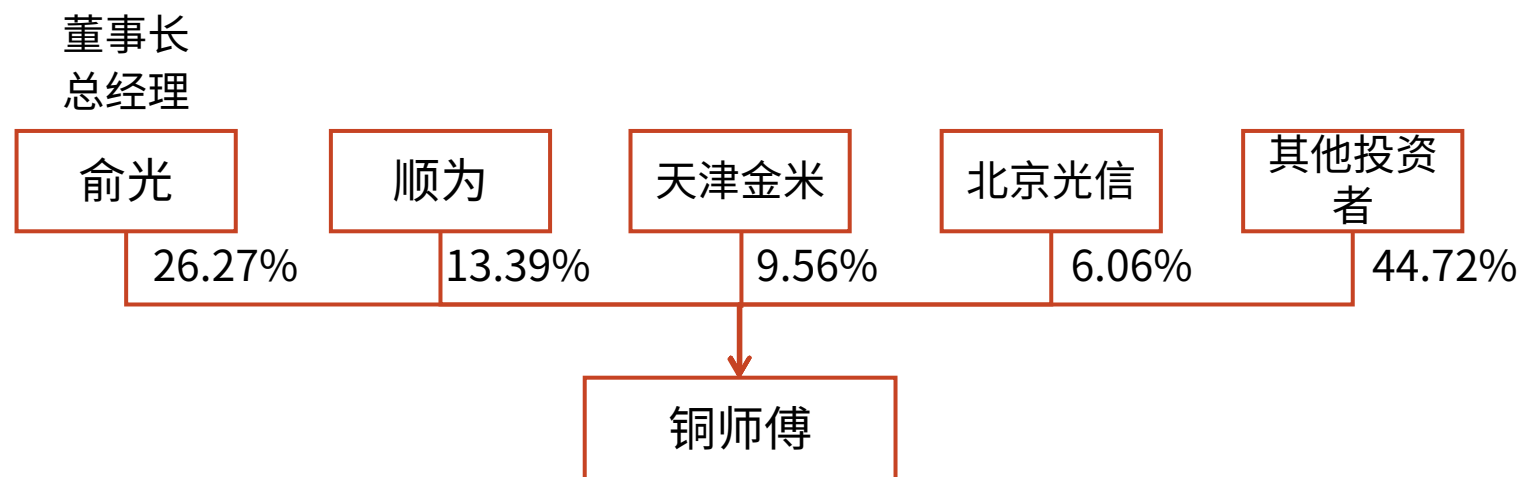 董事长
总经理
俞光
顺为
天津金米
北京光信
其他投资
者
26.27%
13.39%
9.56%
6.06%
44.72%
铜师傅